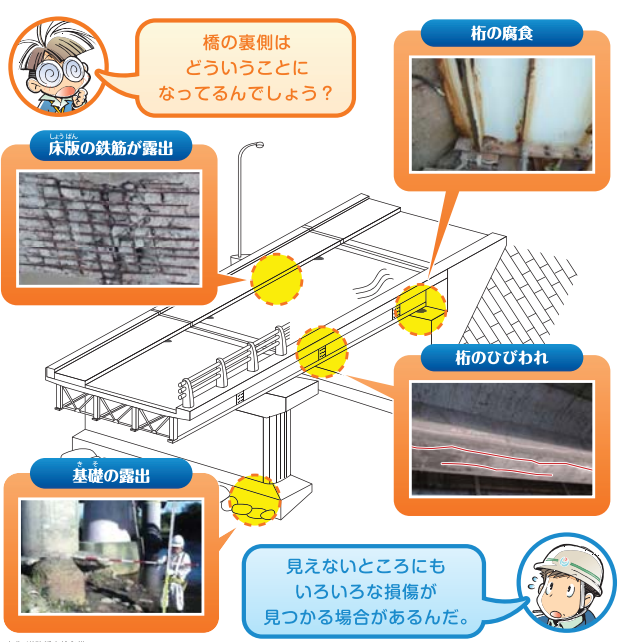 橋の裏側は
どういうことに
なってるんでしょう？
桁の腐食
しょうばん
床版の鉄筋が露出
桁のひびわれ
きそ
基礎の露出
見えないところにも
いろいろな損傷が
見つかる場合があるんだ。